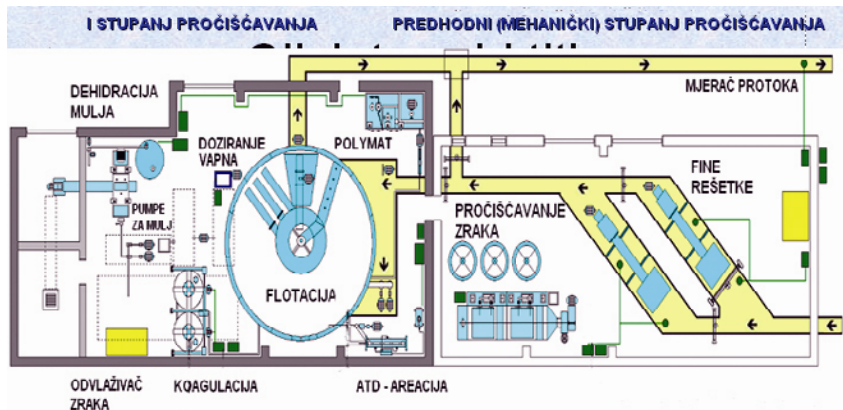 I STUPANJ PROČIŠĆAVANJA
PREDHODNI (MEHANIČKI) STUPANJ PROČIŠĆAVANJA
MJERAČ PROTOKA
DEHIDRACIJA
MULJA
DOZIRANJE
VAPNA
POLYMAT
FINE
REŠETKE
PUMPE
ZA MULJ
PROČIŠĆAVANJE
ZRAKA
FLOTACIJA
ODVLAŽIVAČ
ZRAKA
KOAGULACIJA
ATD - AREACIJA